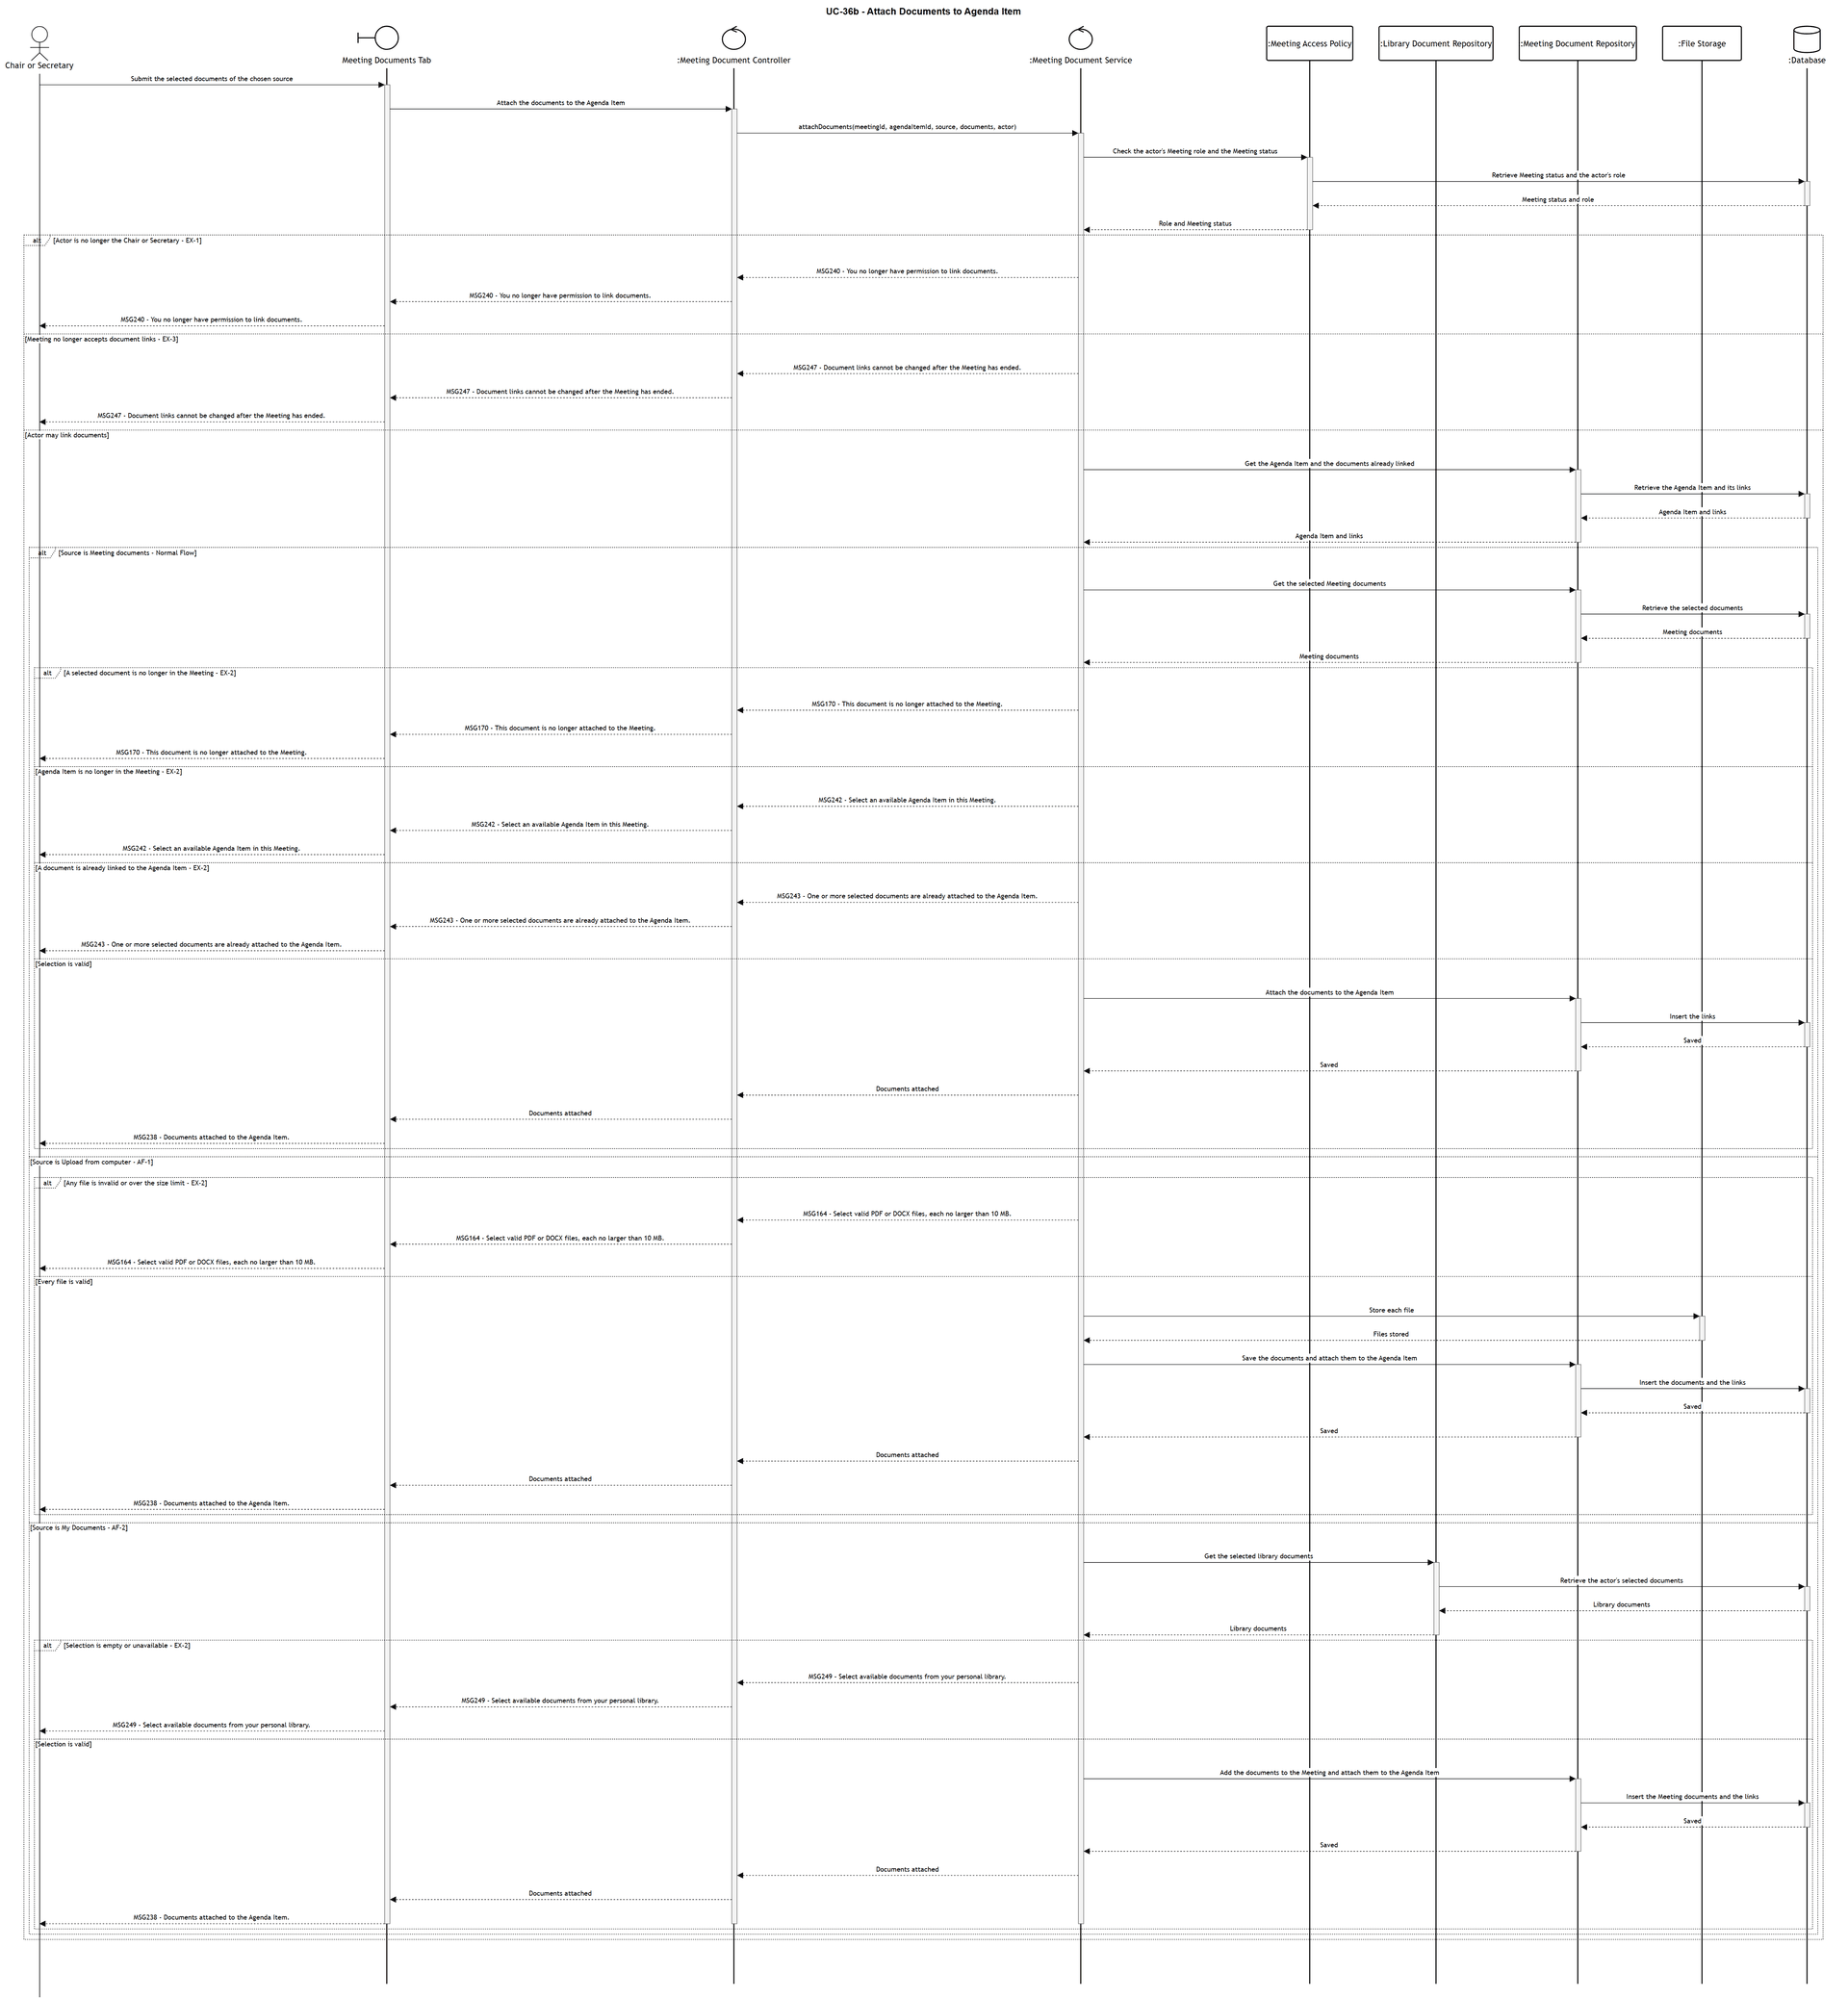 UC-36b - Attach Documents to Agenda Item
Chair or Secretary
Meeting Documents Tab
:Meeting Document Controller
:Meeting Document Service
:Meeting Access Policy
:Library Document Repository
:Meeting Document Repository
:File Storage
:Database
Submit the selected documents of the chosen source
Attach the documents to the Agenda Item
attachDocuments(meetingId, agendaItemId, source, documents, actor)
Check the actor's Meeting role and the Meeting status
Retrieve Meeting status and the actor's role
Meeting status and role
Role and Meeting status
alt [Actor is no longer the Chair or Secretary - EX-1]
MSG240 - You no longer have permission to link documents.
MSG240 - You no longer have permission to link documents.
MSG240 - You no longer have permission to link documents.
[Meeting no longer accepts document links - EX-3]
MSG247 - Document links cannot be changed after the Meeting has ended.
MSG247 - Document links cannot be changed after the Meeting has ended.
MSG247 - Document links cannot be changed after the Meeting has ended.
[Actor may link documents]
Get the Agenda Item and the documents already linked
Retrieve the Agenda Item and its links
Agenda Item and links
Agenda Item and links
alt [Source is Meeting documents - Normal Flow]
Get the selected Meeting documents
Retrieve the selected documents
Meeting documents
Meeting documents
alt [A selected document is no longer in the Meeting - EX-2]
MSG170 - This document is no longer attached to the Meeting.
MSG170 - This document is no longer attached to the Meeting.
MSG170 - This document is no longer attached to the Meeting.
[Agenda Item is no longer in the Meeting - EX-2]
MSG242 - Select an available Agenda Item in this Meeting.
MSG242 - Select an available Agenda Item in this Meeting.
MSG242 - Select an available Agenda Item in this Meeting.
[A document is already linked to the Agenda Item - EX-2]
MSG243 - One or more selected documents are already attached to the Agenda Item.
MSG243 - One or more selected documents are already attached to the Agenda Item.
MSG243 - One or more selected documents are already attached to the Agenda Item.
[Selection is valid]
Attach the documents to the Agenda Item
Insert the links
Saved
Saved
Documents attached
Documents attached
MSG238 - Documents attached to the Agenda Item.
[Source is Upload from computer - AF-1]
alt [Any file is invalid or over the size limit - EX-2]
MSG164 - Select valid PDF or DOCX files, each no larger than 10 MB.
MSG164 - Select valid PDF or DOCX files, each no larger than 10 MB.
MSG164 - Select valid PDF or DOCX files, each no larger than 10 MB.
[Every file is valid]
Store each file
Files stored
Save the documents and attach them to the Agenda Item
Insert the documents and the links
Saved
Saved
Documents attached
Documents attached
MSG238 - Documents attached to the Agenda Item.
[Source is My Documents - AF-2]
Get the selected library documents
Retrieve the actor's selected documents
Library documents
Library documents
alt [Selection is empty or unavailable - EX-2]
MSG249 - Select available documents from your personal library.
MSG249 - Select available documents from your personal library.
MSG249 - Select available documents from your personal library.
[Selection is valid]
Add the documents to the Meeting and attach them to the Agenda Item
Insert the Meeting documents and the links
Saved
Saved
Documents attached
Documents attached
MSG238 - Documents attached to the Agenda Item.